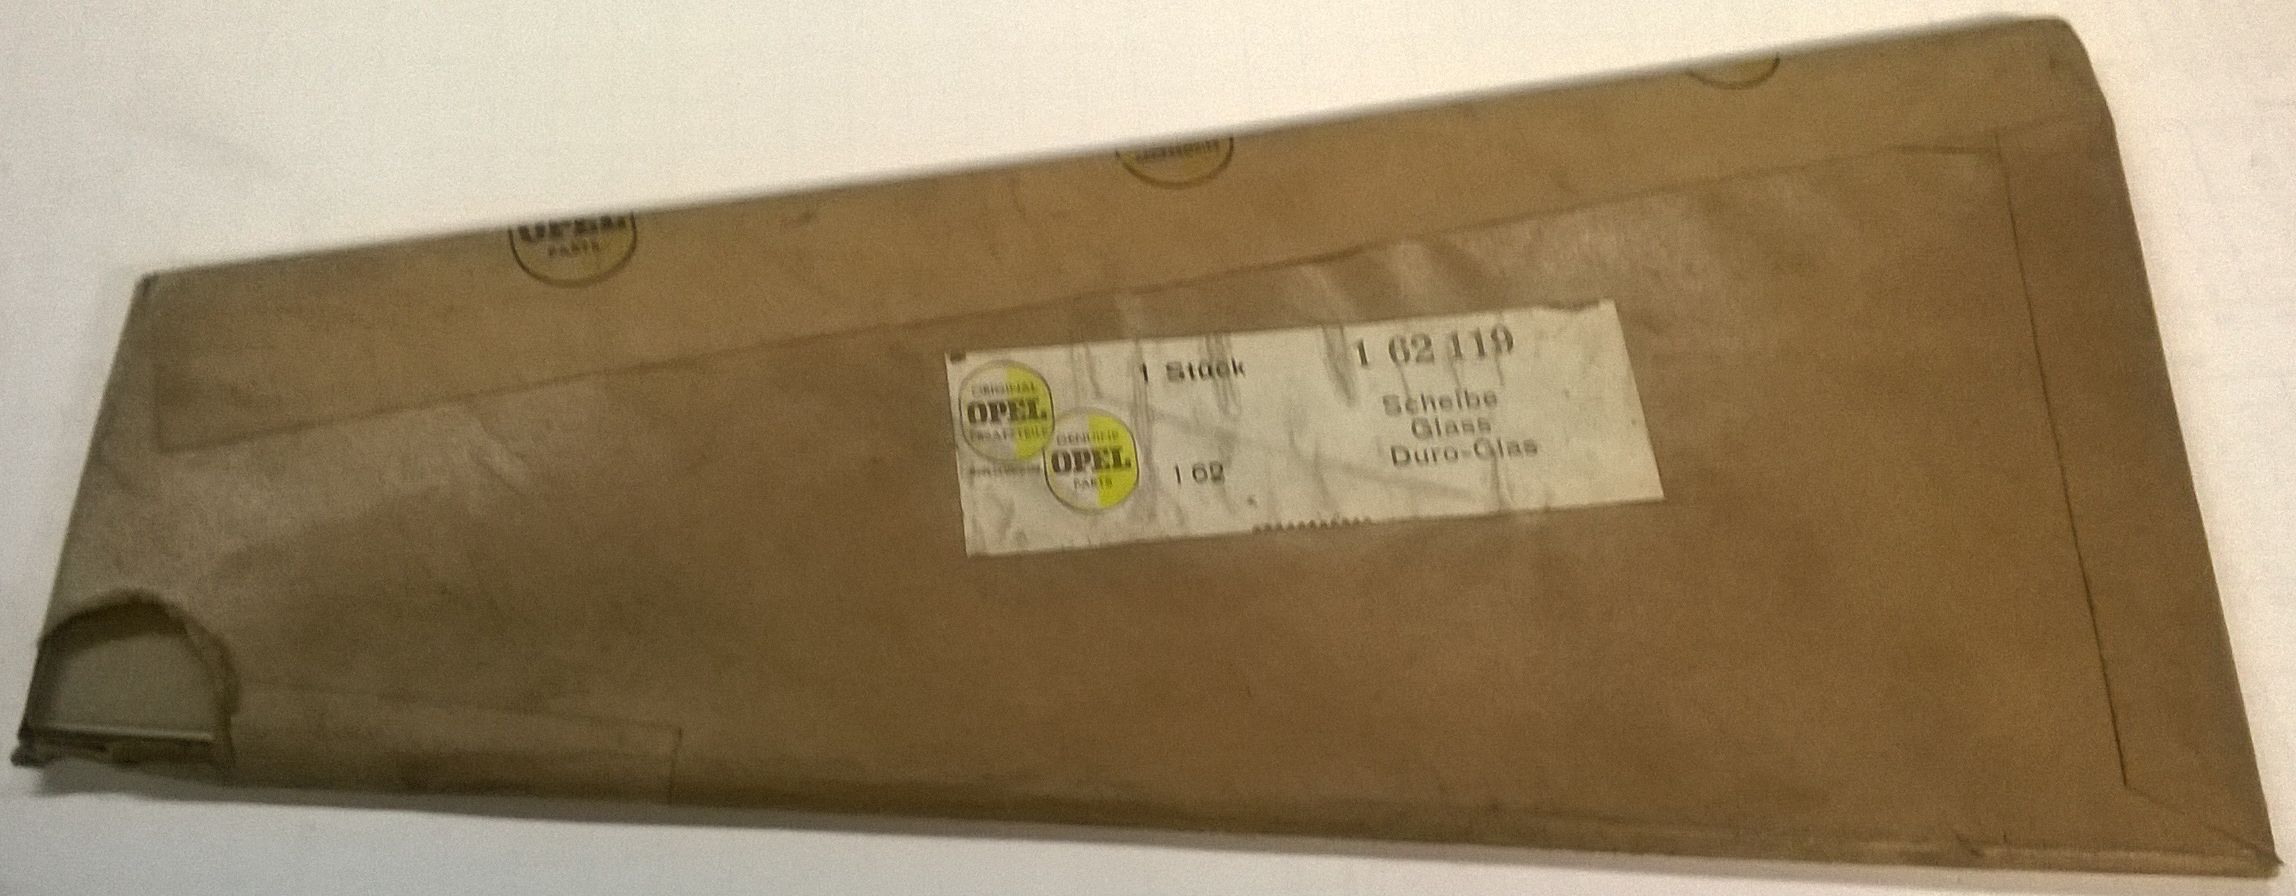 OPEL
PARTS
ORIGINAL
OPEL
ERSATZTEILE
GENUINE
OPEL
PARTS
1 Stück
1 62 119
Scheibe
Glass
Duro-Glas
1 62